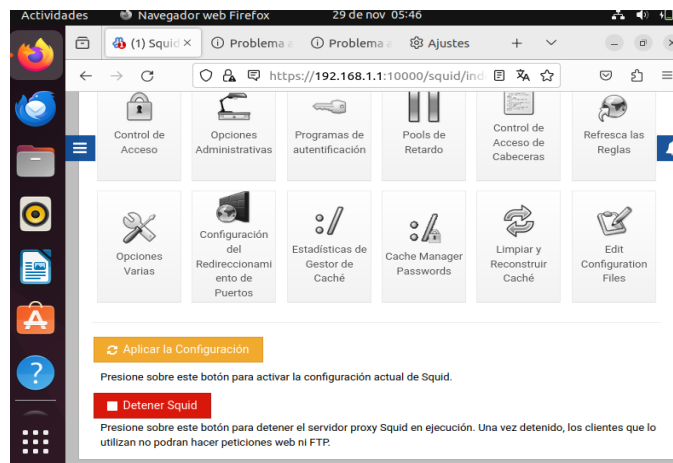 Actividades
Navegador web Firefox
29 de nov 05:46
(1) Squid
Problema
Problema
Ajustes
https://192.168.1.1:10000/squid/ind
Control de
Acceso
Opciones
Administrativas
Programas de
autentificación
Pools de
Retardo
Control de
Acceso de
Cabeceras
Refresca las
Reglas
Opciones
Varias
Configuración
del
Redireccionami
ento de
Puertos
Estadísticas de
Gestor de
Caché
Cache Manager
Passwords
Limpiar y
Reconstruir
Caché
Edit
Configuration
Files
Aplicar la Configuración
Presione sobre este botón para activar la configuración actual de Squid.
Detener Squid
Presione sobre este botón para detener el servidor proxy Squid en ejecución. Una vez detenido, los clientes que lo
utilizan no podran hacer peticiones web ni FTP.